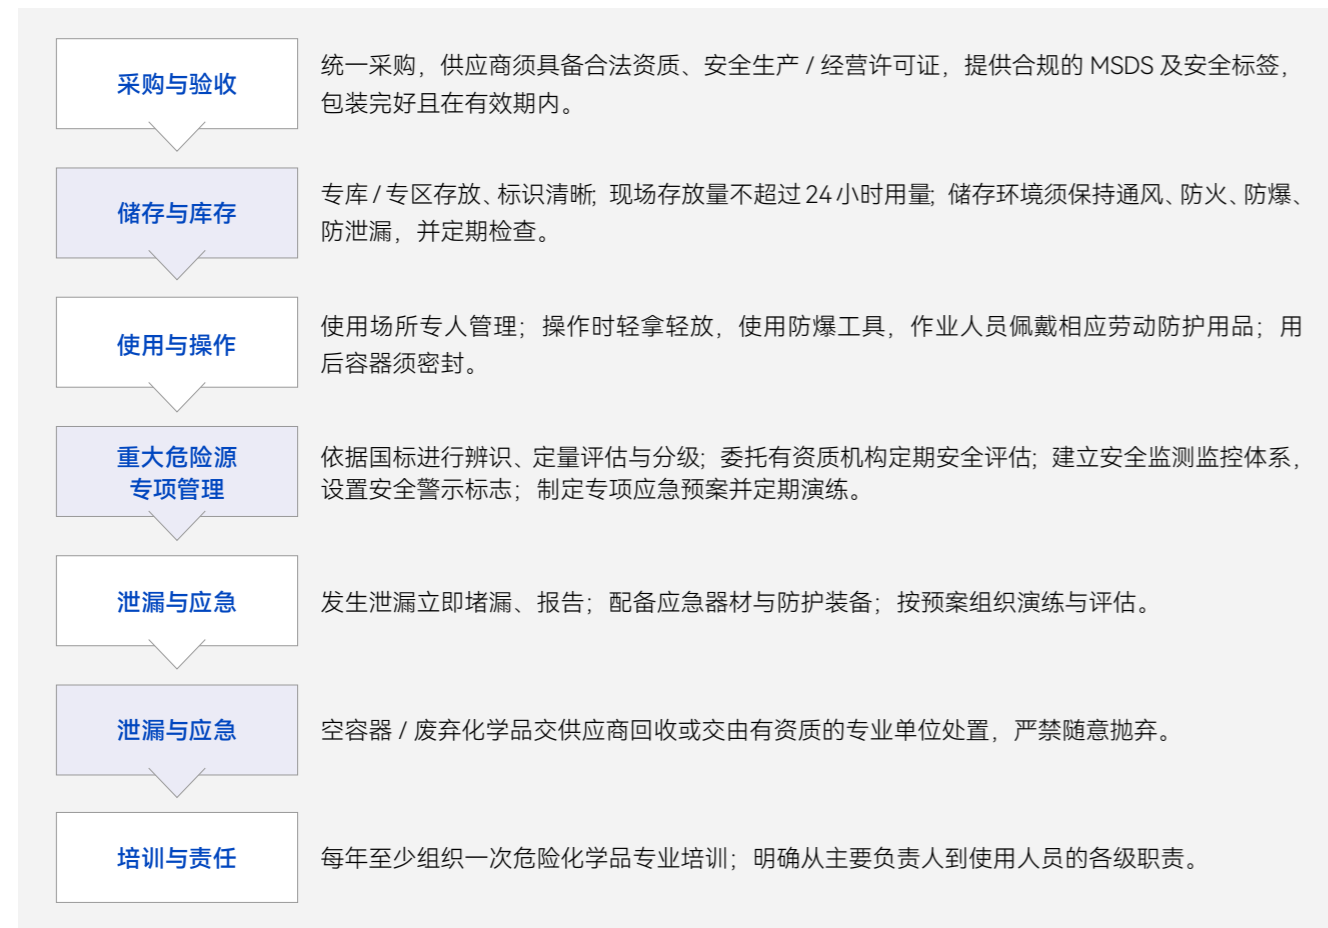 采购与验收
统一采购，供应商须具备合法资质、安全生产 / 经营许可证，提供合规的 MSDS 及安全标签，
包装完好且在有效期内。
储存与库存
专库 / 专区存放、标识清晰；现场存放量不超过 24 小时用量；储存环境须保持通风、防火、防爆、
防泄漏，并定期检查。
使用与操作
使用场所专人管理；操作时轻拿轻放，使用防爆工具，作业人员佩戴相应劳动防护用品；用
后容器须密封。
重大危险源
专项管理
依据国标进行辨识、定量评估与分级；委托有资质机构定期安全评估；建立安全监测监控体系，
设置安全警示标志；制定专项应急预案并定期演练。
泄漏与应急
发生泄漏立即堵漏、报告；配备应急器材与防护装备；按预案组织演练与评估。
泄漏与应急
空容器 / 废弃化学品交供应商回收或交由有资质的专业单位处置，严禁随意抛弃。
培训与责任
每年至少组织一次危险化学品专业培训；明确从主要负责人到使用人员的各级职责。